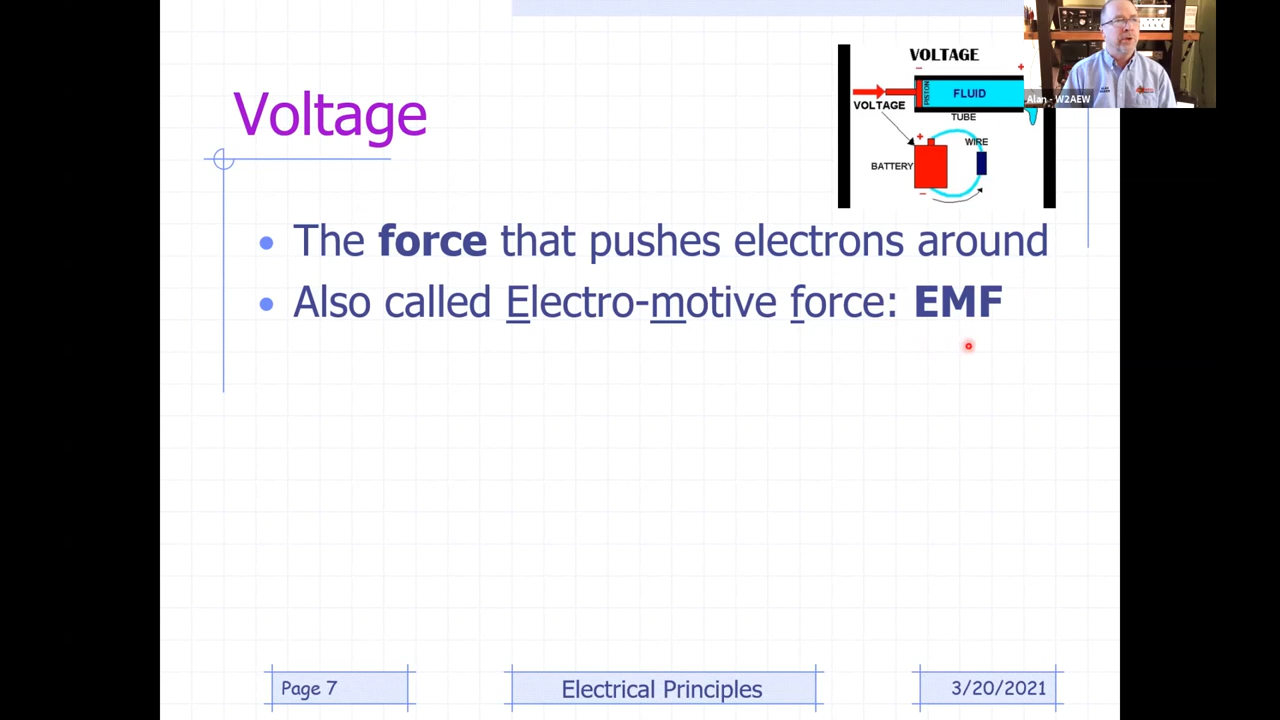 Voltage
VOLTAGE
− +
VOLTAGE
PISTON
FLUID
TUBE
Alan - W2AEW
+
WIRE
BATTERY
−
• The force that pushes electrons around
• Also called Electro-motive force: EMF
Page 7
Electrical Principles
3/20/2021